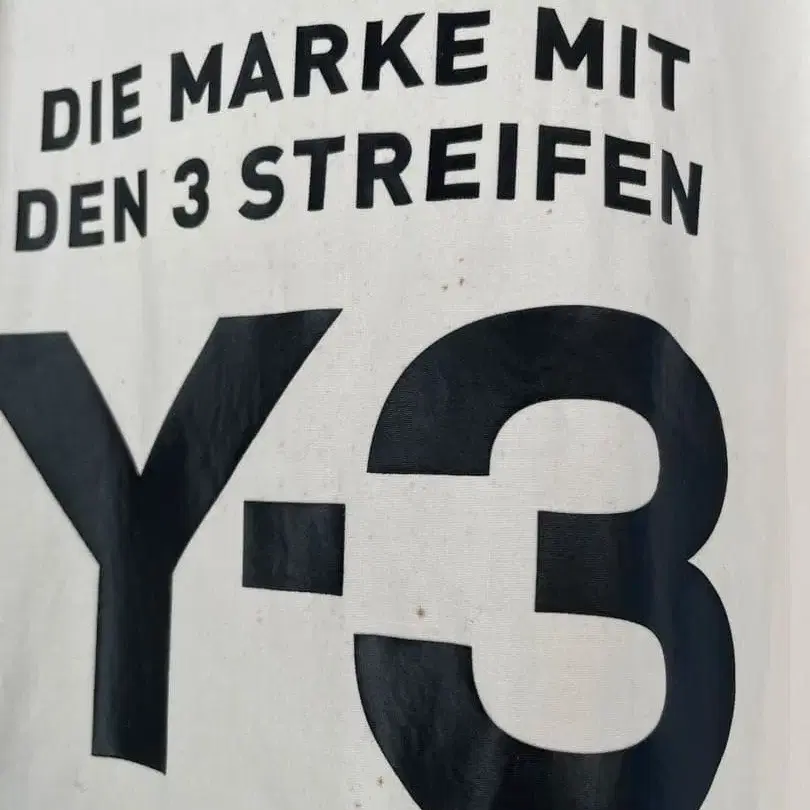 DIE MARKE MIT
DEN 3 STREIFEN
Y-3